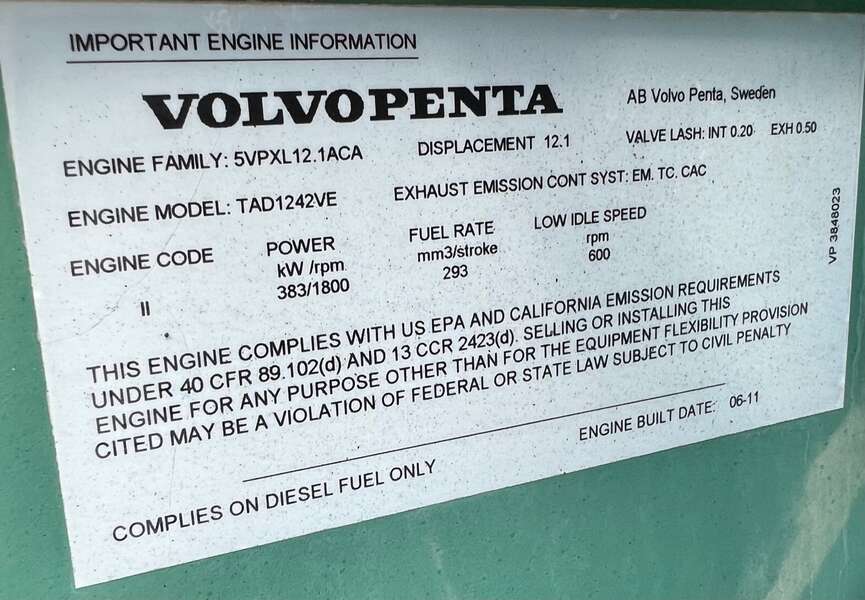 IMPORTANT ENGINE INFORMATION
VOLVO PENTA
AB Volvo Penta, Sweden
ENGINE FAMILY: 5VPXL12.1ACA DISPLACEMENT 12.1 VALVE LASH: INT 0.20 EXH 0.50
ENGINE MODEL: TAD1242VE EXHAUST EMISSION CONT SYST: EM. TC. CAC
ENGINE CODE POWER FUEL RATE LOW IDLE SPEED
kW /rpm mm3/stroke rpm
II 383/1800 293 600
THIS ENGINE COMPLIES WITH US EPA AND CALIFORNIA EMISSION REQUIREMENTS
UNDER 40 CFR 89.102(d) AND 13 CCR 2423(d). SELLING OR INSTALLING THIS
ENGINE FOR ANY PURPOSE OTHER THAN FOR THE EQUIPMENT FLEXIBILITY PROVISION
CITED MAY BE A VIOLATION OF FEDERAL OR STATE LAW SUBJECT TO CIVIL PENALTY
COMPLIES ON DIESEL FUEL ONLY ENGINE BUILT DATE: 06-11
VP 3848023